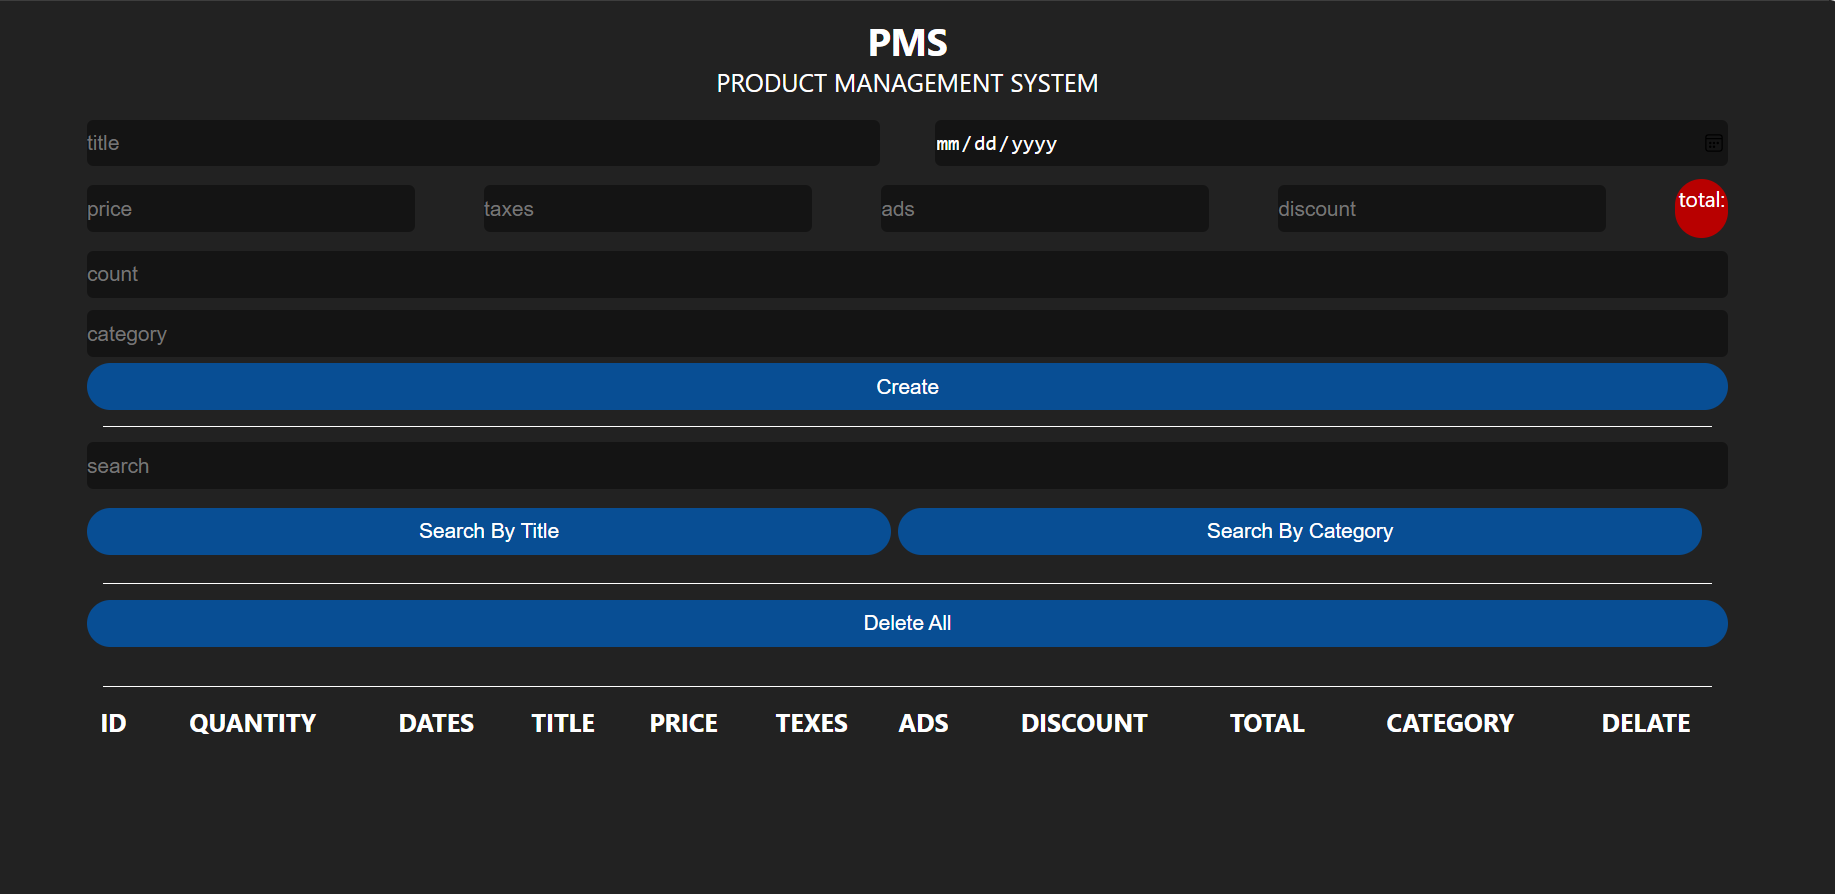 PMS
PRODUCT MANAGEMENT SYSTEM
title mm/dd/yyyy
price taxes ads discount total:
count
category
Create
search
Search By Title Search By Category
Delete All
ID QUANTITY DATES TITLE PRICE TEXES ADS DISCOUNT TOTAL CATEGORY DELATE